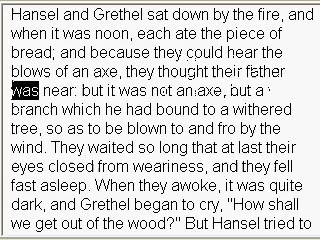 Hansel and Grethel sat down by the fire, and
when it was noon, each ate the piece of
bread; and because they could hear the
blows of an axe, they thought their father
was near: but it was not an axe, but a
branch which he had bound to a withered
tree, so as to be blown to and fro by the
wind. They waited so long that at last their
eyes closed from weariness, and they fell
fast asleep. When they awoke, it was quite
dark, and Grethel began to cry, "How shall
we get out of the wood?" But Hansel tried to